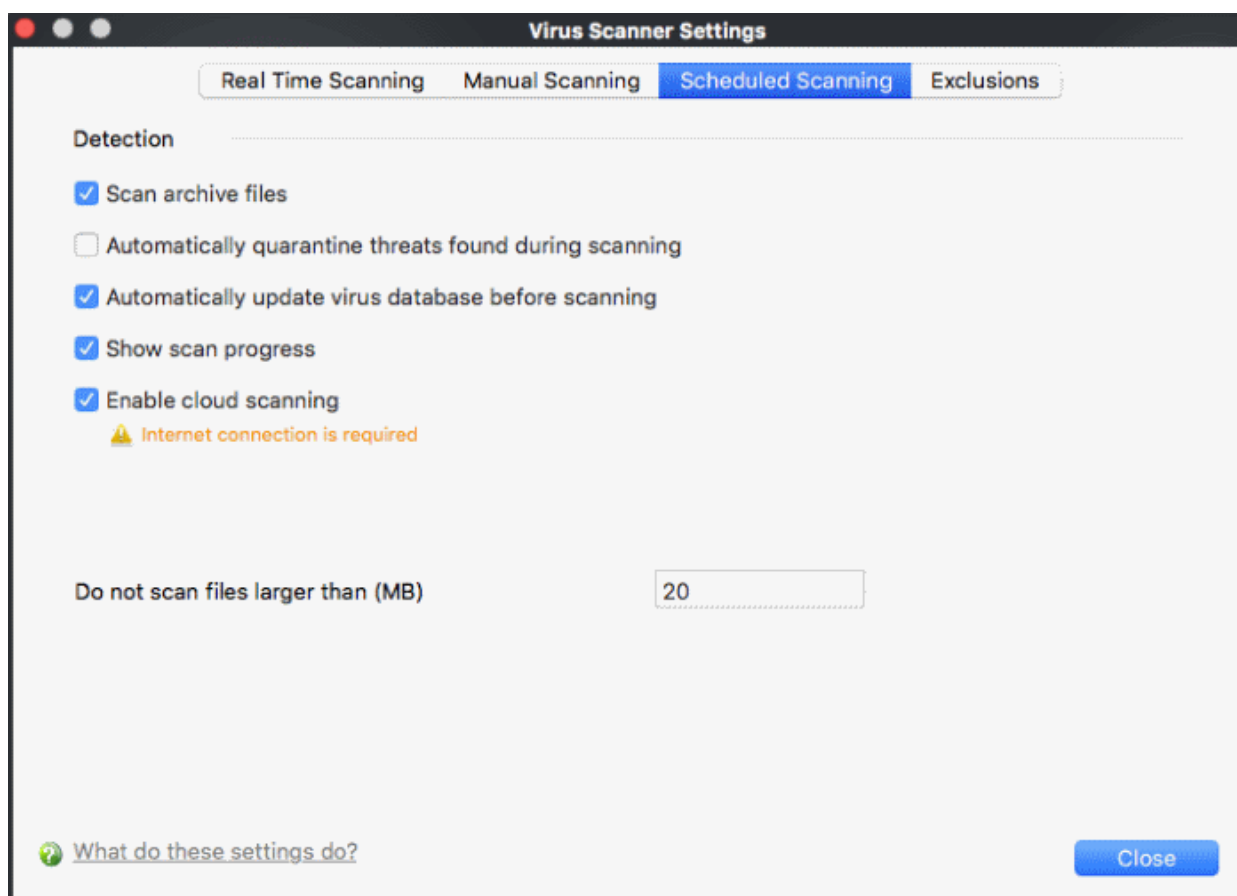 Virus Scanner Settings
Real Time Scanning Manual Scanning Scheduled Scanning Exclusions
Detection
Scan archive files
Automatically quarantine threats found during scanning
Automatically update virus database before scanning
Show scan progress
Enable cloud scanning
Internet connection is required
Do not scan files larger than (MB) 20
What do these settings do? Close